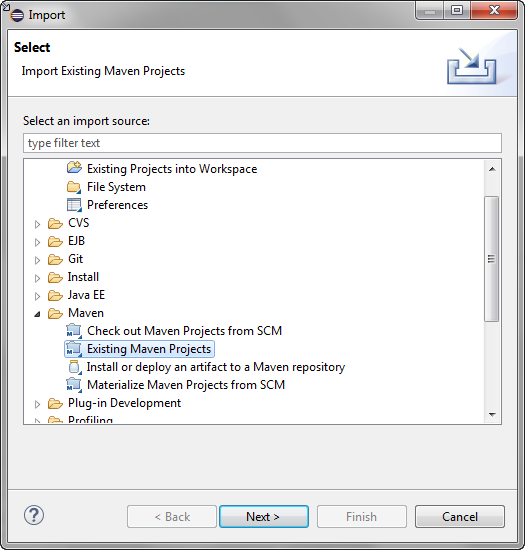 Import
Select
Import Existing Maven Projects
Select an import source:
type filter text
Existing Projects into Workspace
File System
Preferences
CVS
EJB
Git
Install
Java EE
Maven
Check out Maven Projects from SCM
Existing Maven Projects
Install or deploy an artifact to a Maven repository
Materialize Maven Projects from SCM
Plug-in Development
Profiling
?
< Back
Next >
Finish
Cancel